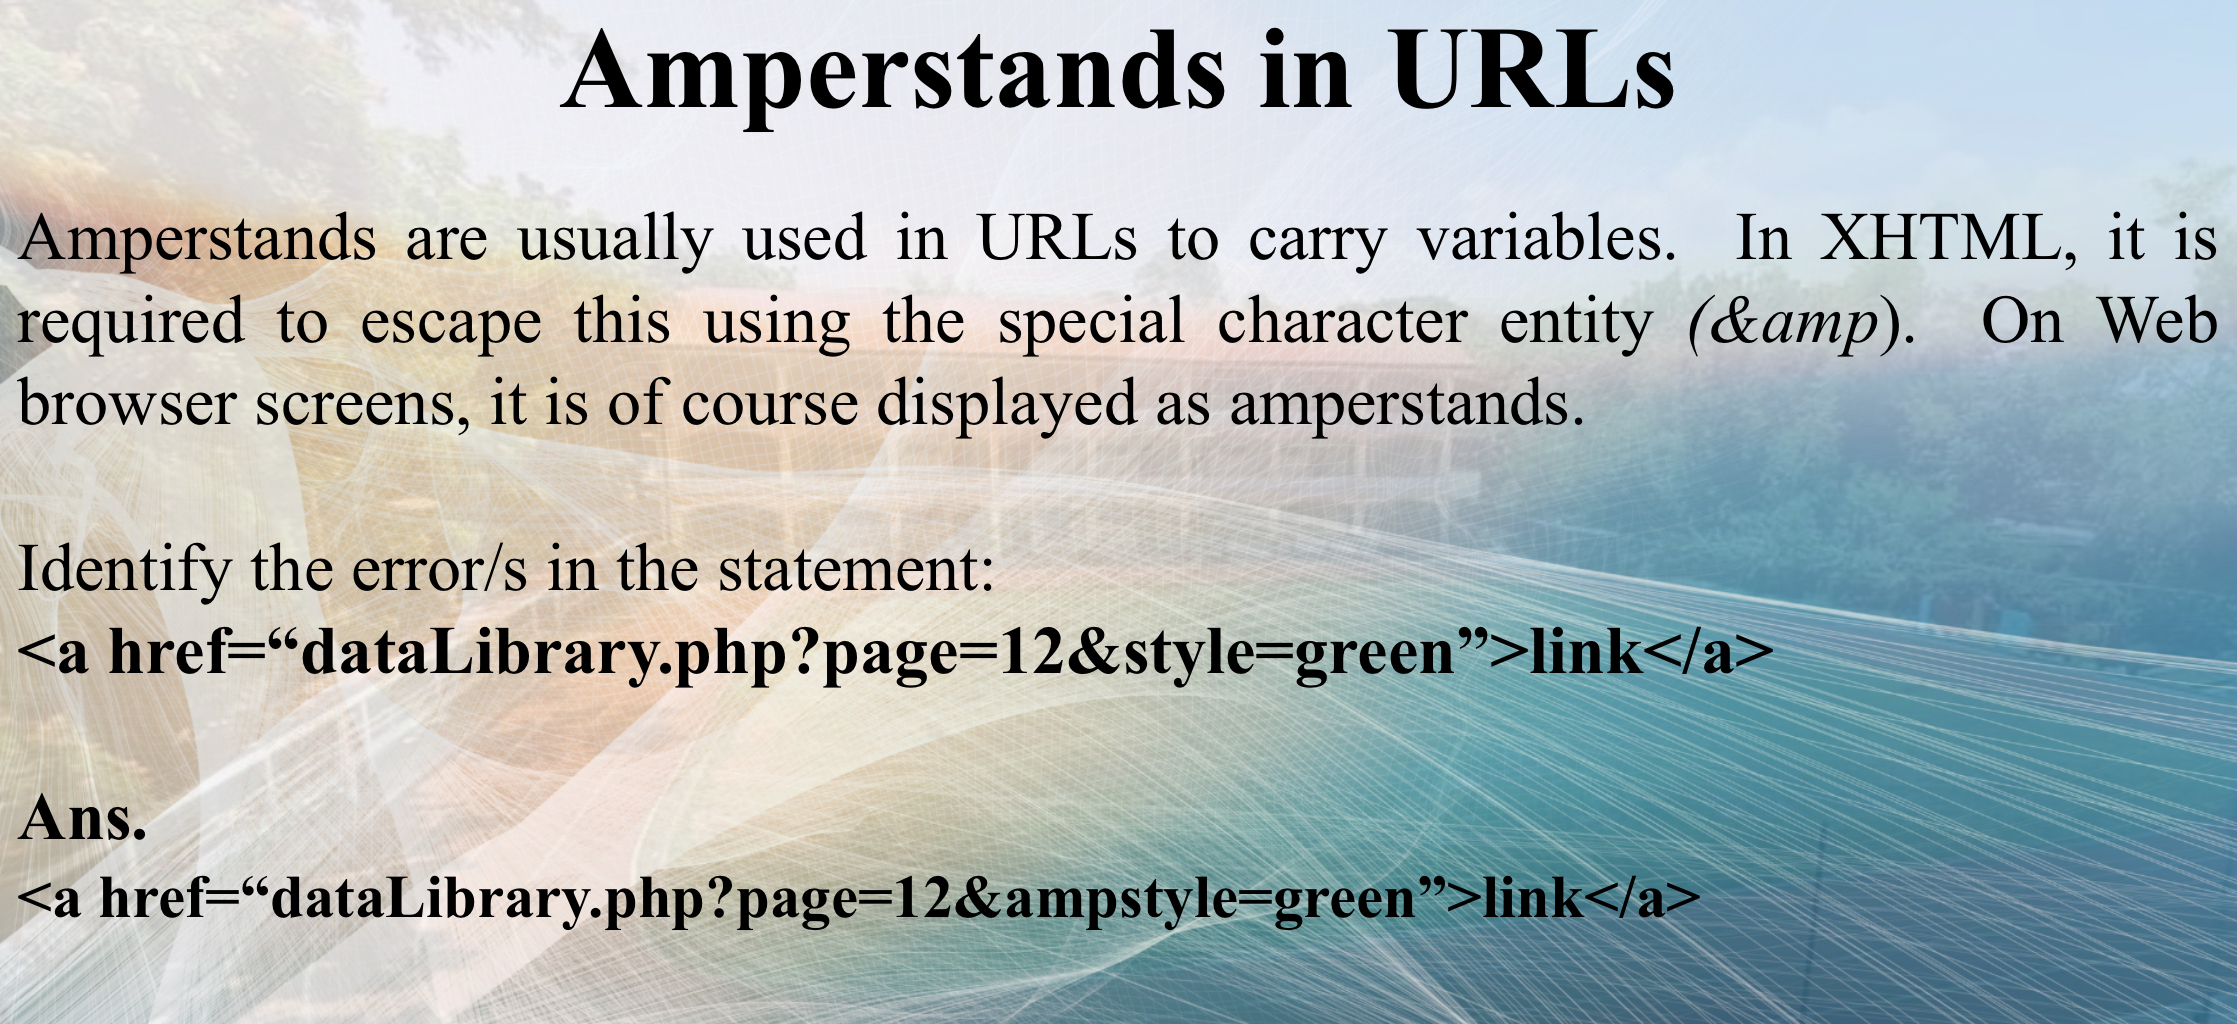 Amperstands in URLs
Amperstands are usually used in URLs to carry variables. In XHTML, it is
required to escape this using the special character entity (&amp). On Web
browser screens, it is of course displayed as amperstands.
Identify the error/s in the statement:
<a href=“dataLibrary.php?page=12&style=green”>link</a>
Ans.
<a href=“dataLibrary.php?page=12&ampstyle=green”>link</a>